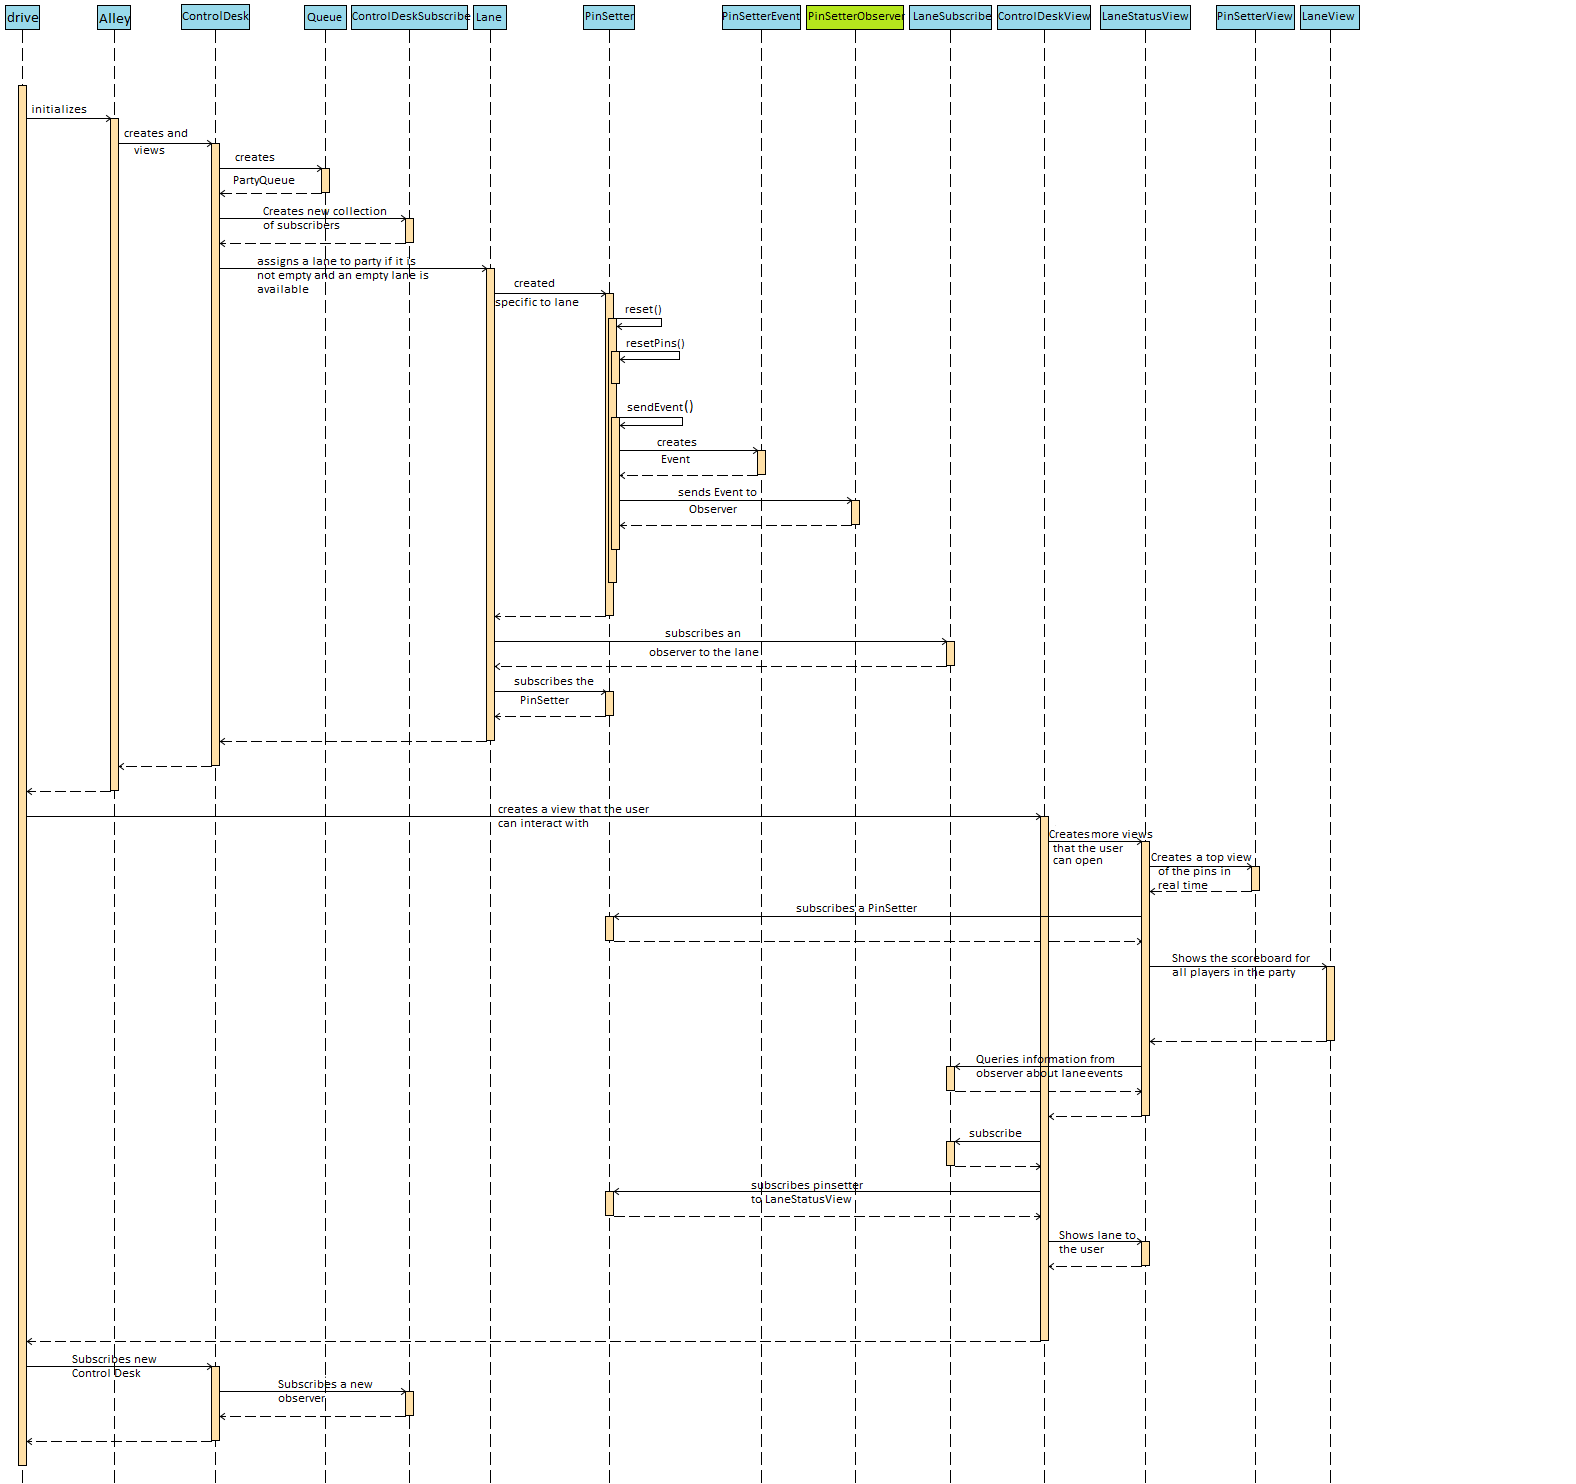 drive
Alley
ControlDesk
Queue
ControlDeskSubscribe
Lane
PinSetter
PinSetterEvent
PinSetterObserver
LaneSubscribe
ControlDeskView
LaneStatusView
PinSetterView
LaneView
initializes
creates and
views
creates
PartyQueue
Creates new collection
of subscribers
assigns a lane to party if it is
not empty and an empty lane is
available
created
specific to lane
reset()
resetPins()
sendEvent()
creates
Event
sends Event to
Observer
subscribes an
observer to the lane
subscribes the
PinSetter
creates a view that the user
can interact with
Creates more views
that the user
can open
Creates a top view
of the pins in
real time
subscribes a PinSetter
Shows the scoreboard for
all players in the party
Queries information from
observer about lane events
subscribe
subscribes pinsetter
to LaneStatusView
Shows lane to
the user
Subscribes new
Control Desk
Subscribes a new
observer